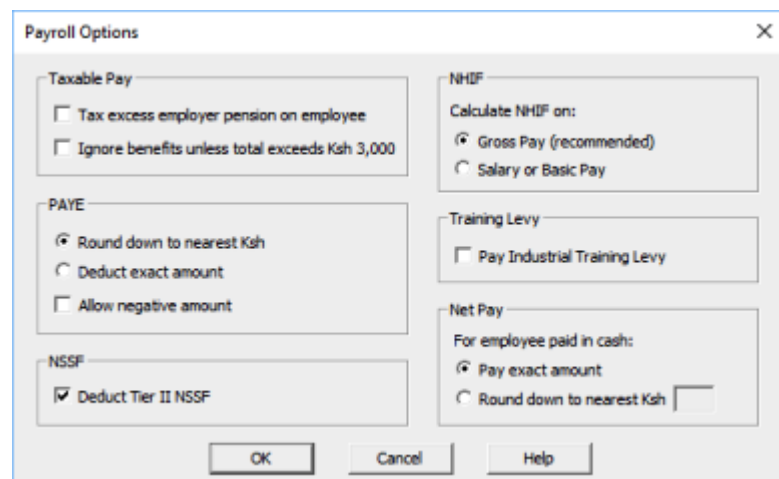 Payroll Options
Taxable Pay
Tax excess employer pension on employee
Ignore benefits unless total exceeds Ksh 3,000
PAYE
Round down to nearest Ksh
Deduct exact amount
Allow negative amount
NSSF
Deduct Tier II NSSF
NHIF
Calculate NHIF on:
Gross Pay (recommended)
Salary or Basic Pay
Training Levy
Pay Industrial Training Levy
Net Pay
For employee paid in cash:
Pay exact amount
Round down to nearest Ksh
OK Cancel Help